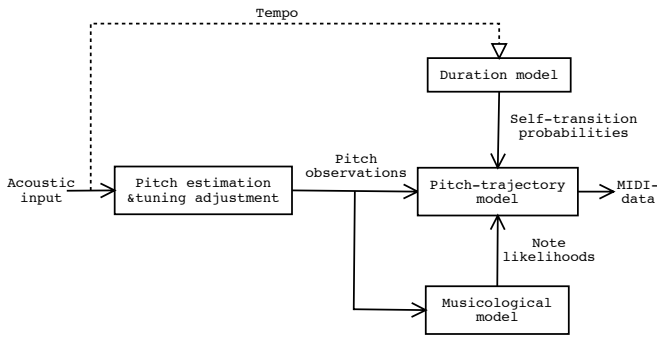 Tempo
Duration model
Self-transition
probabilities
Acoustic
input
Pitch estimation
&tuning adjustment
Pitch
observations
Pitch-trajectory
model
MIDI-
data
Note
likelihoods
Musicological
model